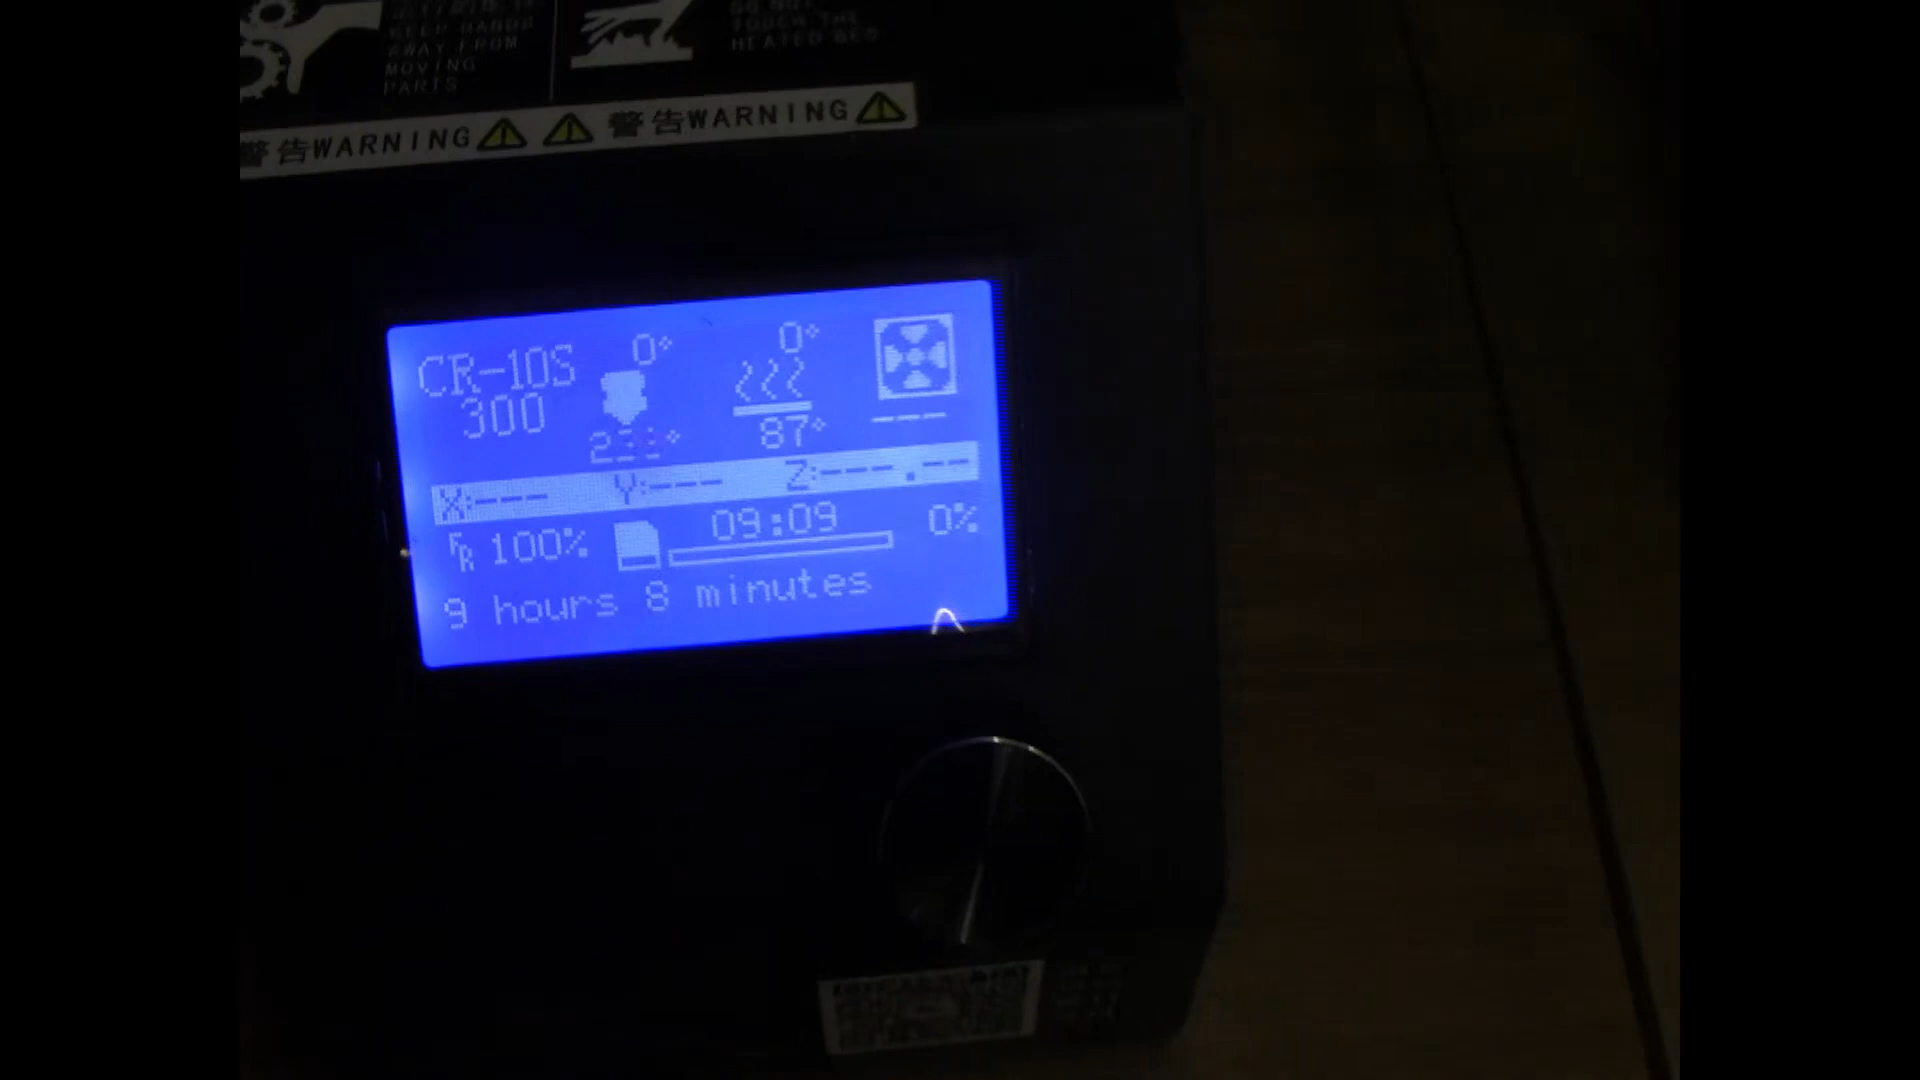 KEEP HANDS
AWAY FROM
MOVING
PARTS
DO NOT
TOUCH THE
HEATED BED
警告WARNING
警告WARNING
CR-10S
300
0°
0°
87°
---
X:--- Y:--- Z:---.--
FR 100%
09:09
0%
9 hours 8 minutes